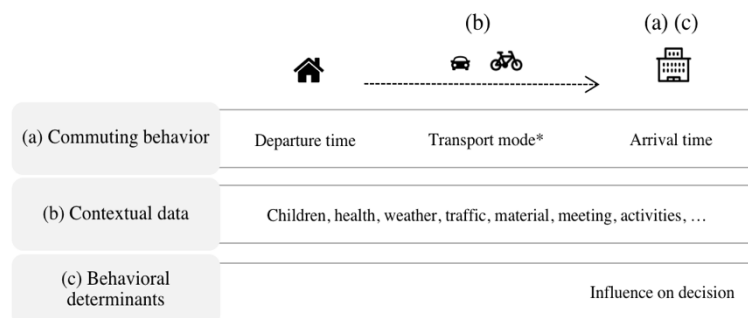 (b)
(a) (c)
(a) Commuting behavior
Departure time
Transport mode*
Arrival time
(b) Contextual data
Children, health, weather, traffic, material, meeting, activities, …
(c) Behavioral
determinants
Influence on decision